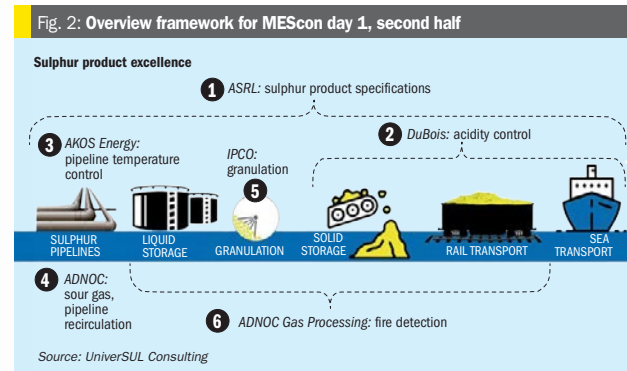 Fig. 2: Overview framework for MEScon day 1, second half
Sulphur product excellence
1 ASRL: sulphur product specifications
2 DuBois: acidity control
3 AKOS Energy:
pipeline temperature
control
IPCO:
granulation
5
SULPHUR
PIPELINES
LIQUID
STORAGE
GRANULATION
SOLID
STORAGE
RAIL TRANSPORT
SEA
TRANSPORT
4 ADNOC:
sour gas,
pipeline
recirculation
6 ADNOC Gas Processing: fire detection
Source: UniverSUL Consulting